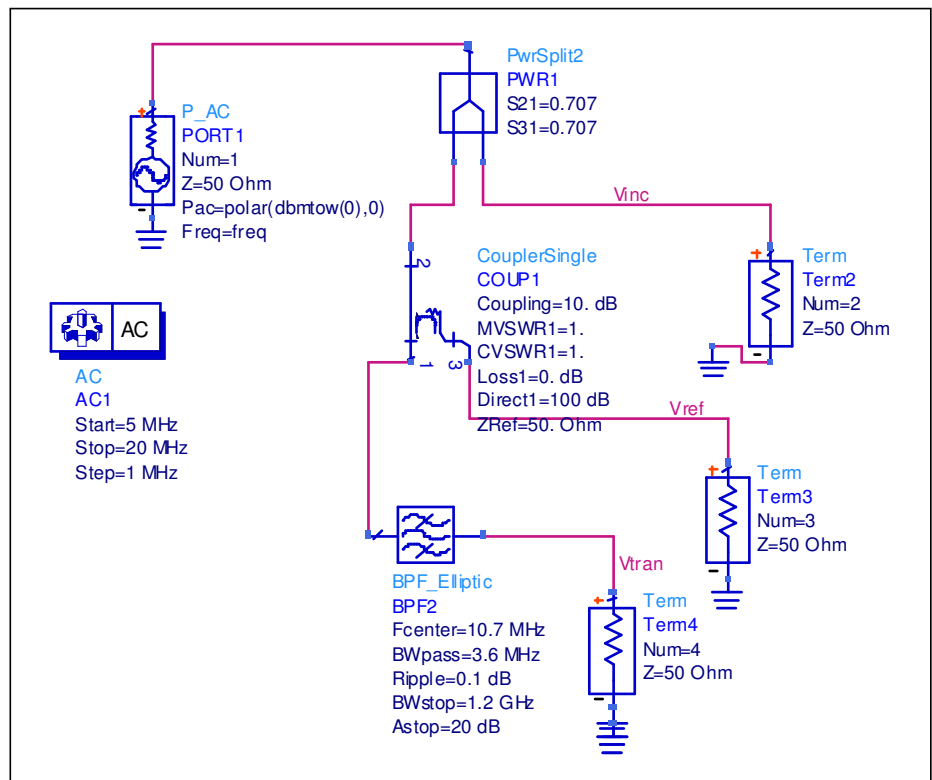 PwrSplit2
PWR1
S21=0.707
S31=0.707
+
P_AC
PORT1
Num=1
Z=50 Ohm
Pac=polar(dbmtow(0),0)
Freq=freq
-
Vinc
CouplerSingle
COUP1
Coupling=10. dB
MVSWR1=1.
CVSWR1=1.
Loss1=0. dB
Direct1=100 dB
ZRef=50. Ohm
2
1
3
+
Term
Term2
Num=2
Z=50 Ohm
-
AC
AC
AC1
Start=5 MHz
Stop=20 MHz
Step=1 MHz
Vref
+
Term
Term3
Num=3
Z=50 Ohm
-
BPF_Elliptic
BPF2
Fcenter=10.7 MHz
BWpass=3.6 MHz
Ripple=0.1 dB
BWstop=1.2 GHz
Astop=20 dB
Vtran
+
Term
Term4
Num=4
Z=50 Ohm
-